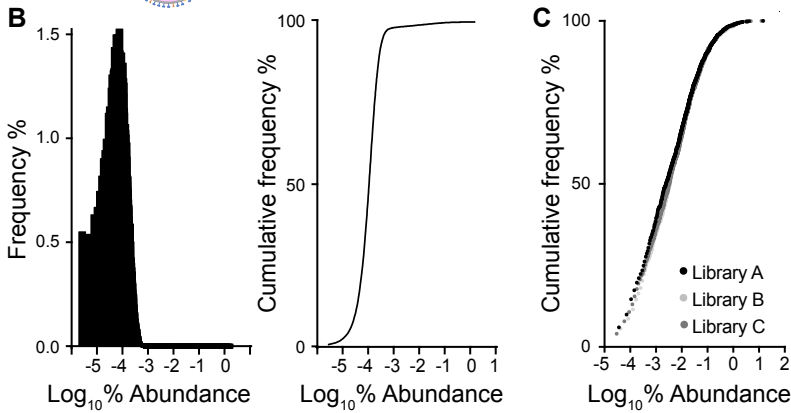 B
Frequency %
1.5
1.0
0.5
0.0
-5 -4 -3 -2 -1 0
Log10% Abundance
Cumulative frequency %
100
50
0
-6 -5 -4 -3 -2 -1 0 1
Log10% Abundance
C
Cumulative frequency %
100
50
0
Library A
Library B
Library C
-5 -4 -3 -2 -1 0 1 2
Log10% Abundance